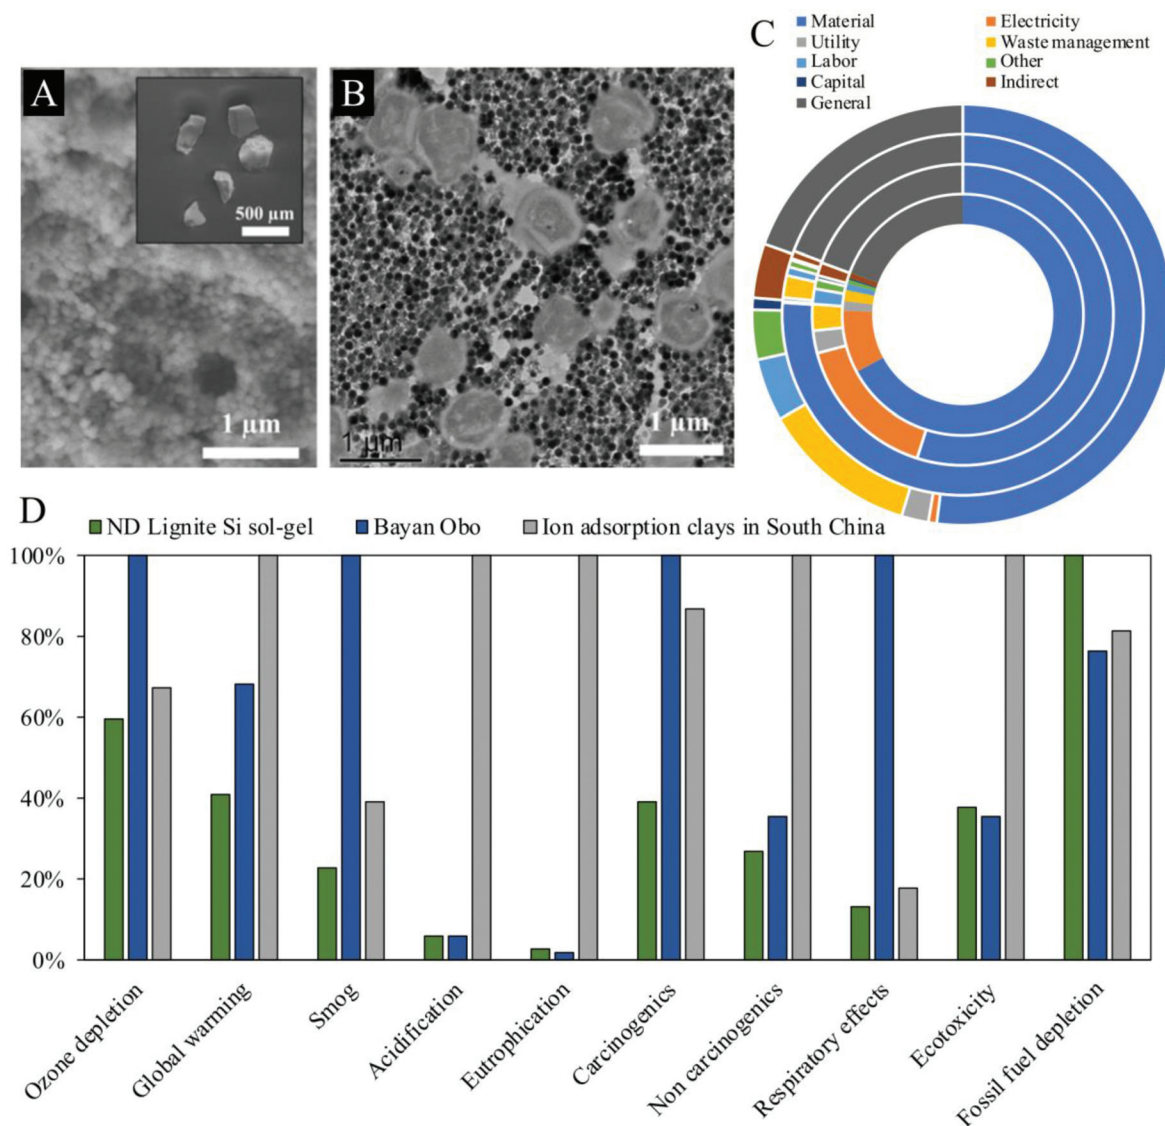 A
500 µm
1 µm
B
1 µm
1 µm
C
Material
Electricity
Utility
Waste management
Labor
Other
Capital
Indirect
General
D
ND Lignite Si sol-gel
Bayan Obo
Ion adsorption clays in South China
100%
80%
60%
40%
20%
0%
Ozone depletion
Global warming
Smog
Acidification
Eutrophication
Carcinogenics
Non carcinogenics
Respiratory effects
Ecotoxicity
Fossil fuel depletion